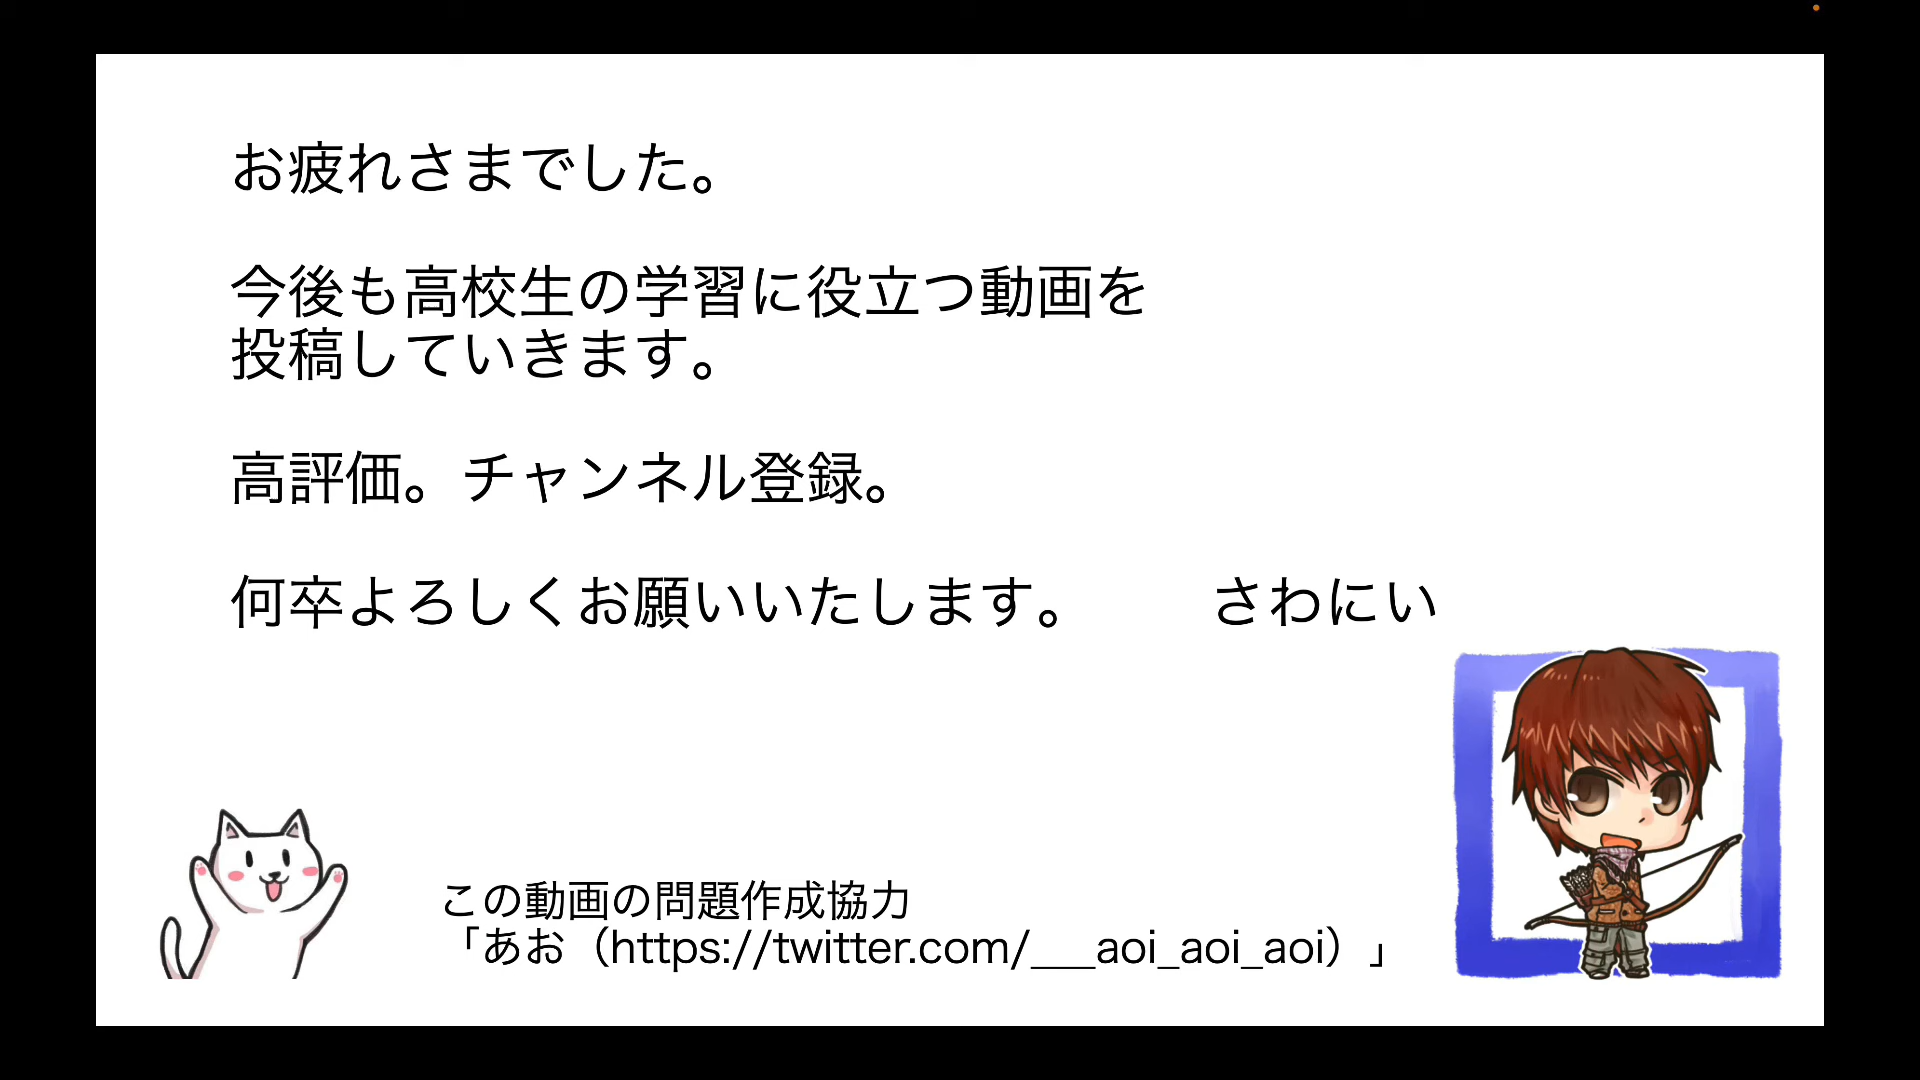 お疲れさまでした。
今後も高校生の学習に役立つ動画を
投稿していきます。
高評価。チャンネル登録。
何卒よろしくお願いいたします。　　さわにい
この動画の問題作成協力
「あお（https://twitter.com/___aoi_aoi_aoi）」